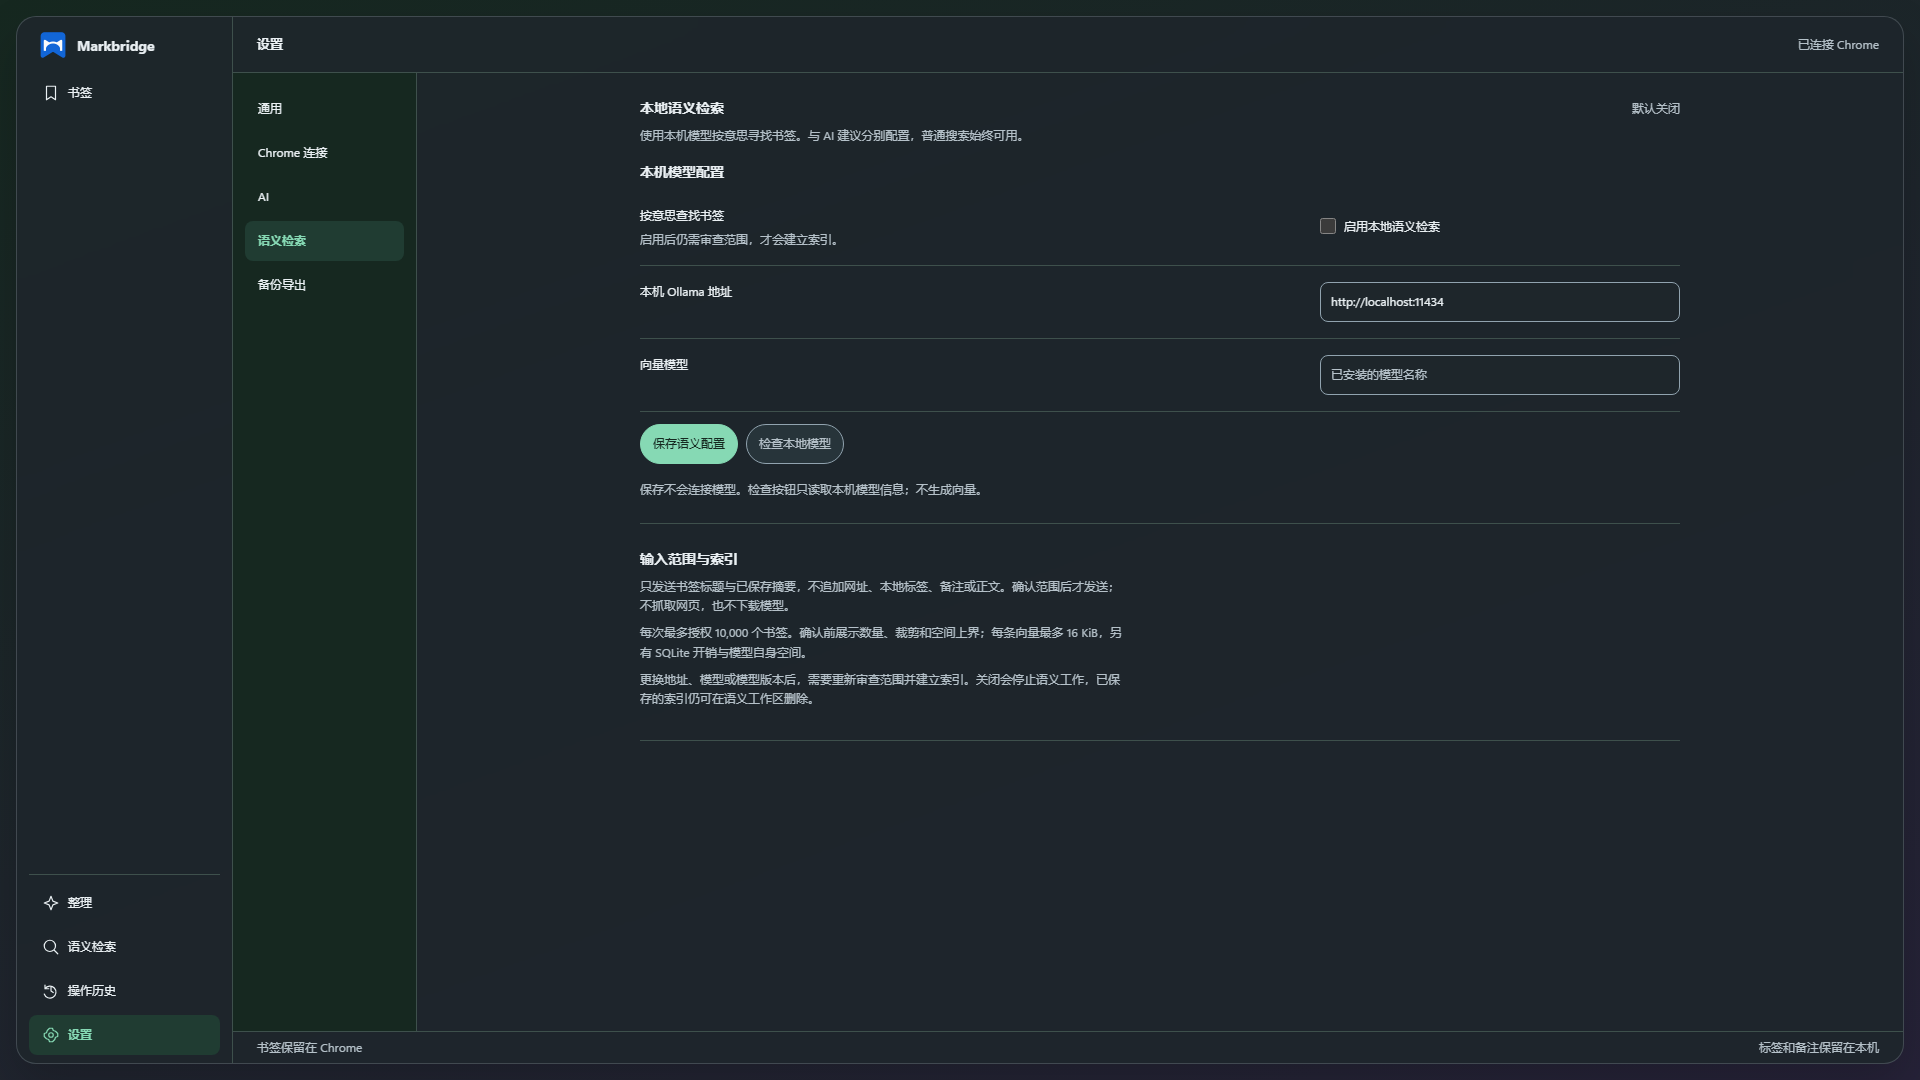 Markbridge
书签
整理
语义检索
操作历史
设置
设置
已连接 Chrome
通用
Chrome 连接
AI
语义检索
备份导出
本地语义检索
默认关闭
使用本机模型按意思寻找书签。与 AI 建议分别配置，普通搜索始终可用。
本机模型配置
按意思查找书签
启用后仍需审查范围，才会建立索引。
启用本地语义检索
本机 Ollama 地址
http://localhost:11434
向量模型
已安装的模型名称
保存语义配置
检查本地模型
保存不会连接模型。检查按钮只读取本机模型信息；不生成向量。
输入范围与索引
只发送书签标题与已保存摘要，不追加网址、本地标签、备注或正文。确认范围后才发送；
不抓取网页，也不下载模型。
每次最多授权 10,000 个书签。确认前展示数量、裁剪和空间上界；每条向量最多 16 KiB，另
有 SQLite 开销与模型自身空间。
更换地址、模型或模型版本后，需要重新审查范围并建立索引。关闭会停止语义工作，已保
存的索引仍可在语义工作区删除。
书签保留在 Chrome
标签和备注保留在本机